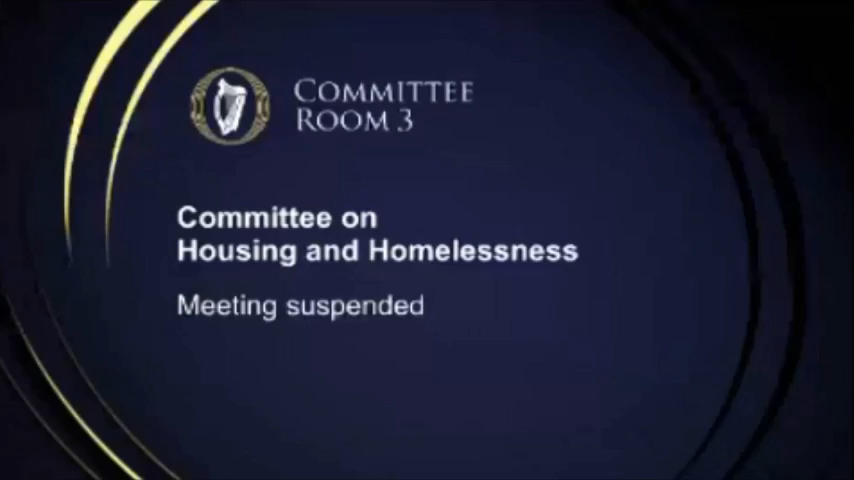 COMMITTEE
ROOM 3
Committee on
Housing and Homelessness
Meeting suspended